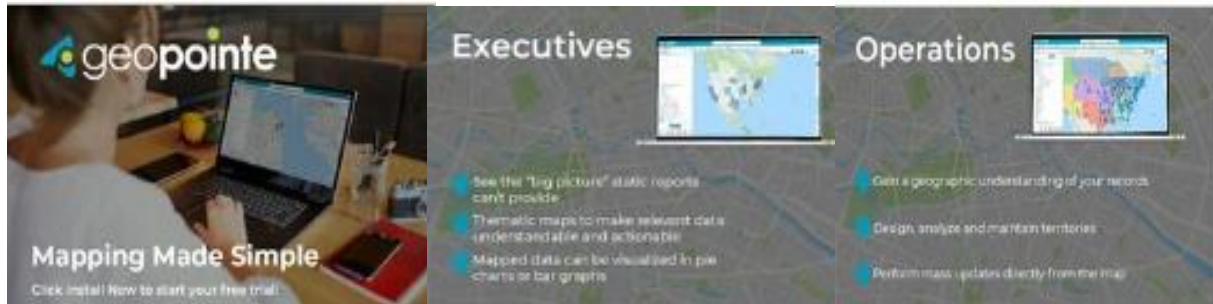 geopointe
Mapping Made Simple
Click Install Now to start your free trial!
Executives
See the "big picture" static reports
can't provide
Thematic maps to make relevant data
understandable and actionable
Mapped data can be visualized in pie
charts or bar graphs
Operations
Gain a geographic understanding of your records
Design, analyze and maintain territories
Perform mass updates directly from the map